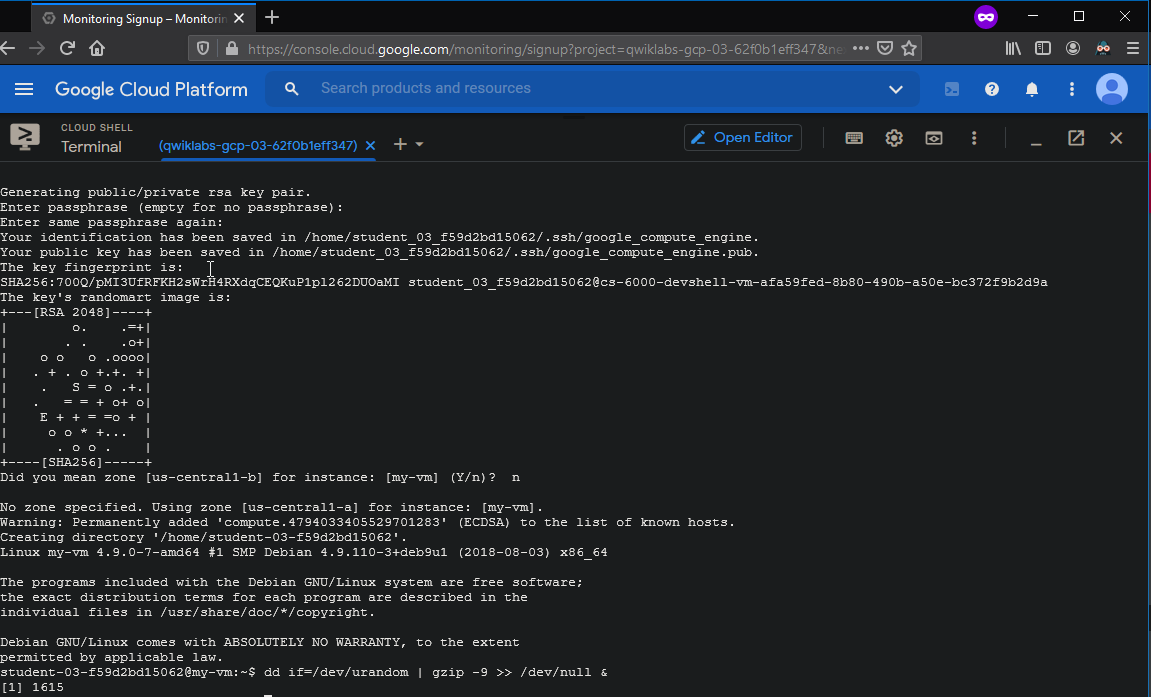 Monitoring Signup – Monitorin
https://console.cloud.google.com/monitoring/signup?project=qwiklabs-gcp-03-62f0b1eff347&ne
Google Cloud Platform
Search products and resources
CLOUD SHELL
Terminal
(qwiklabs-gcp-03-62f0b1eff347)
Open Editor
Generating public/private rsa key pair.
Enter passphrase (empty for no passphrase):
Enter same passphrase again:
Your identification has been saved in /home/student_03_f59d2bd15062/.ssh/google_compute_engine.
Your public key has been saved in /home/student_03_f59d2bd15062/.ssh/google_compute_engine.pub.
The key fingerprint is:
SHA256:700Q/pMI3UfRFKH2sWrH4RXdqCEQKuP1pl262DUOaMI student_03_f59d2bd15062@cs-6000-devshell-vm-afa59fed-8b80-490b-a50e-bc372f9b2d9a
The key's randomart image is:
+---[RSA 2048]----+
|        o.    .=+|
|       . .    .o+|
|    o o   o .oooo|
|   . + . o +.+. +|
|    .   S = o .+.|
|   .   = = + o+ o|
|    E + + = =o + |
|     o o * +...  |
|      . o o .    |
+----[SHA256]-----+
Did you mean zone [us-central1-b] for instance: [my-vm] (Y/n)?  n
No zone specified. Using zone [us-central1-a] for instance: [my-vm].
Warning: Permanently added 'compute.4794033405529701283' (ECDSA) to the list of known hosts.
Creating directory '/home/student-03-f59d2bd15062'.
Linux my-vm 4.9.0-7-amd64 #1 SMP Debian 4.9.110-3+deb9u1 (2018-08-03) x86_64
The programs included with the Debian GNU/Linux system are free software;
the exact distribution terms for each program are described in the
individual files in /usr/share/doc/*/copyright.
Debian GNU/Linux comes with ABSOLUTELY NO WARRANTY, to the extent
permitted by applicable law.
student-03-f59d2bd15062@my-vm:~$ dd if=/dev/urandom | gzip -9 >> /dev/null &
[1] 1615